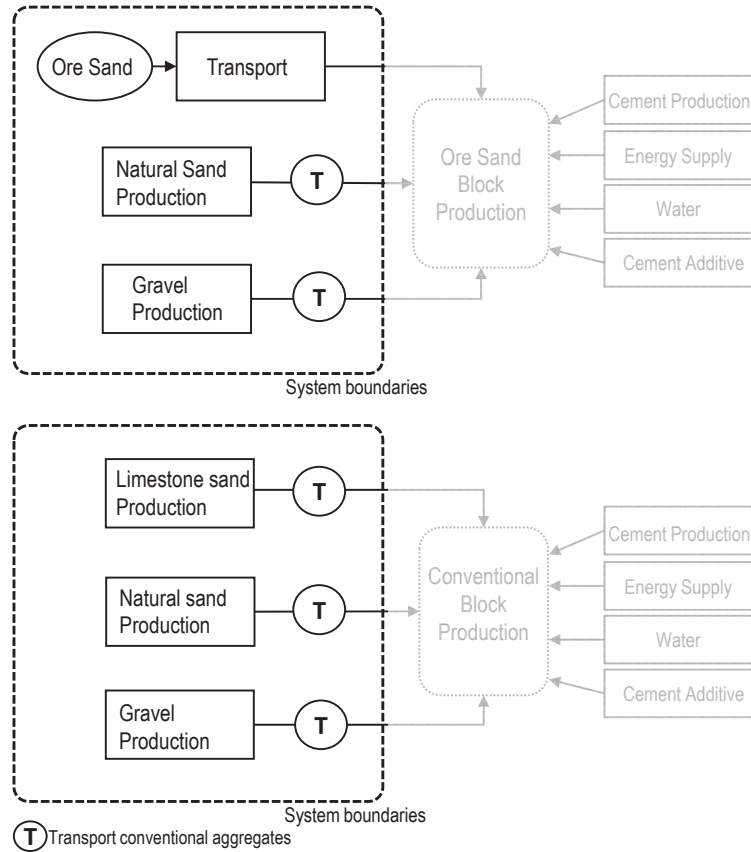 Ore Sand
Transport
Cement Production
Natural Sand
Production
T
Ore Sand
Block
Production
Energy Supply
Water
Gravel
Production
T
Cement Additive
System boundaries
Limestone sand
Production
T
Cement Production
Natural sand
Production
T
Conventional
Block
Production
Energy Supply
Water
Gravel
Production
T
Cement Additive
System boundaries
T Transport conventional aggregates